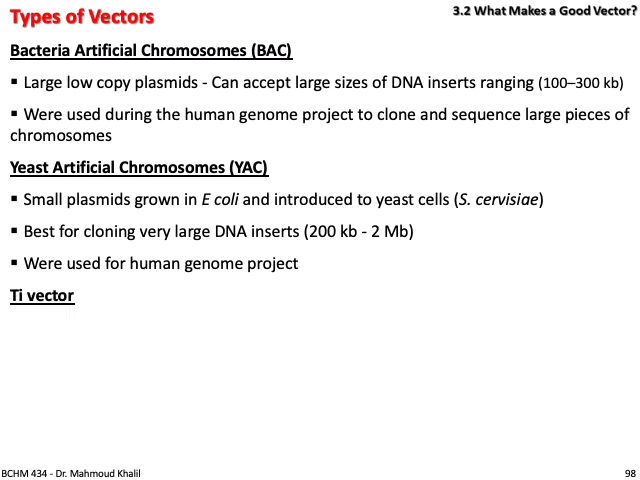 Types of Vectors
3.2 What Makes a Good Vector?
Bacteria Artificial Chromosomes (BAC)
▪ Large low copy plasmids - Can accept large sizes of DNA inserts ranging (100–300 kb)
▪ Were used during the human genome project to clone and sequence large pieces of
chromosomes
Yeast Artificial Chromosomes (YAC)
▪ Small plasmids grown in E coli and introduced to yeast cells (S. cervisiae)
▪ Best for cloning very large DNA inserts (200 kb - 2 Mb)
▪ Were used for human genome project
Ti vector
BCHM 434 - Dr. Mahmoud Khalil
98